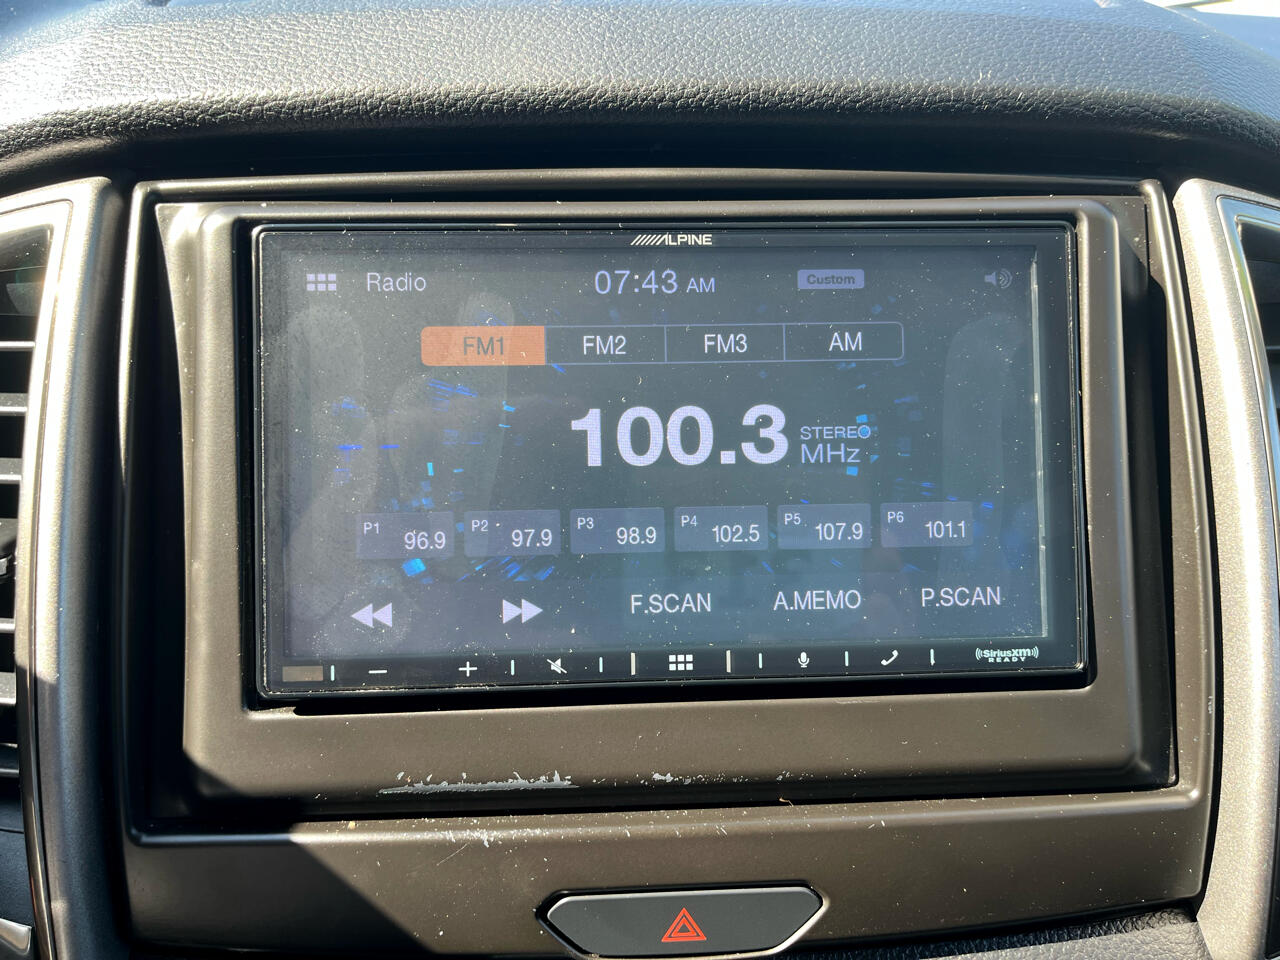 ALPINE
Radio 07:43 AM Custom
FM1 FM2 FM3 AM
100.3 STEREO MHz
P1 96.9 P2 97.9 P3 98.9 P4 102.5 P5 107.9 P6 101.1
F.SCAN A.MEMO P.SCAN
((SiriusXM))
READY